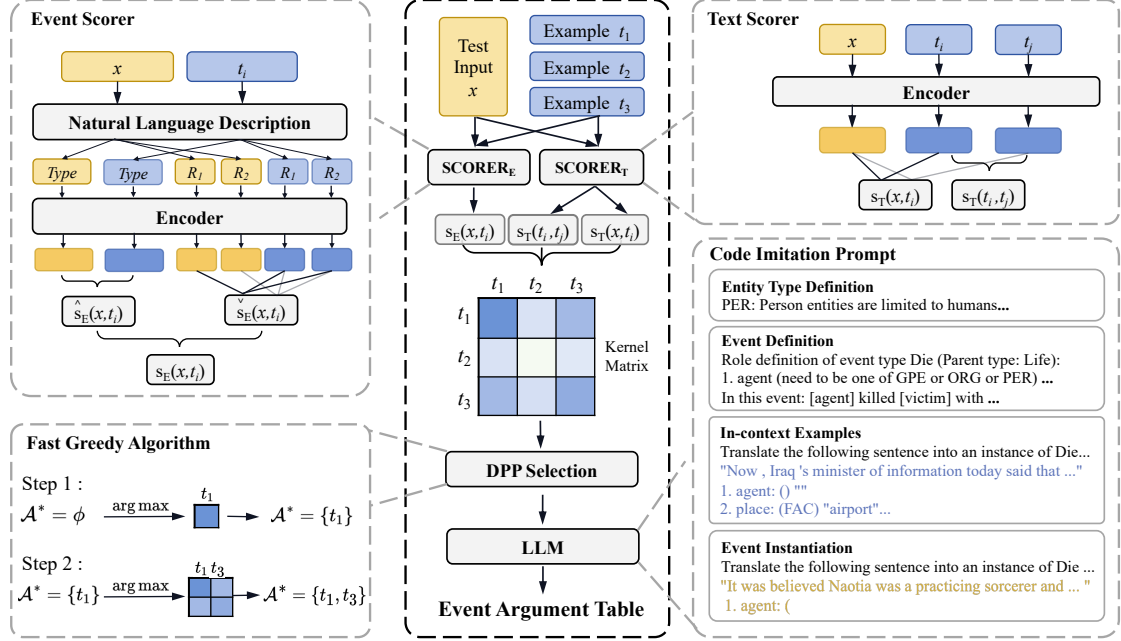 Event Scorer
x
t_i
Natural Language Description
Type Type R_1 R_2 R_1 R_2
Encoder
ŝ_E(x,t_i)
š_E(x,t_i)
s_E(x,t_i)
Fast Greedy Algorithm
Step 1 :
t_1
𝒜* = ϕ arg max 𝒜* = {t_1}
Step 2 :
t_1 t_3
𝒜* = {t_1} arg max 𝒜* = {t_1, t_3}
Test
Input
x
Example t_1
Example t_2
Example t_3
SCORER_E
SCORER_T
s_E(x,t_i)
s_T(t_i,t_j)
s_T(x,t_i)
t_1 t_2 t_3
t_1
t_2
t_3
Kernel
Matrix
DPP Selection
LLM
Event Argument Table
Text Scorer
x
t_i
t_j
Encoder
s_T(x,t_i)
s_T(t_i,t_j)
Code Imitation Prompt
Entity Type Definition
PER: Person entities are limited to humans...
Event Definition
Role definition of event type Die (Parent type: Life):
1. agent (need to be one of GPE or ORG or PER) ...
In this event: [agent] killed [victim] with ...
In-context Examples
Translate the following sentence into an instance of Die...
"Now , Iraq 's minister of information today said that ..."
1. agent: () ""
2. place: (FAC) "airport"...
Event Instantiation
Translate the following sentence into an instance of Die ...
"It was believed Naotia was a practicing sorcerer and ... "
1. agent: (